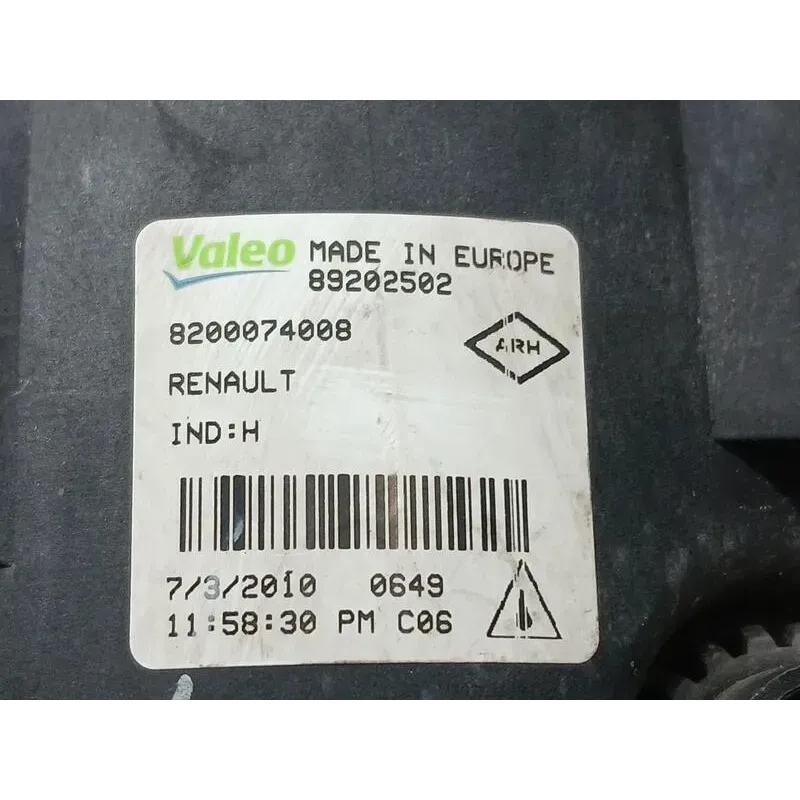 Valeo MADE IN EUROPE
89202502
8200074008
ARH
RENAULT
IND:H
7/3/2010 0649
11:58:30 PM C06